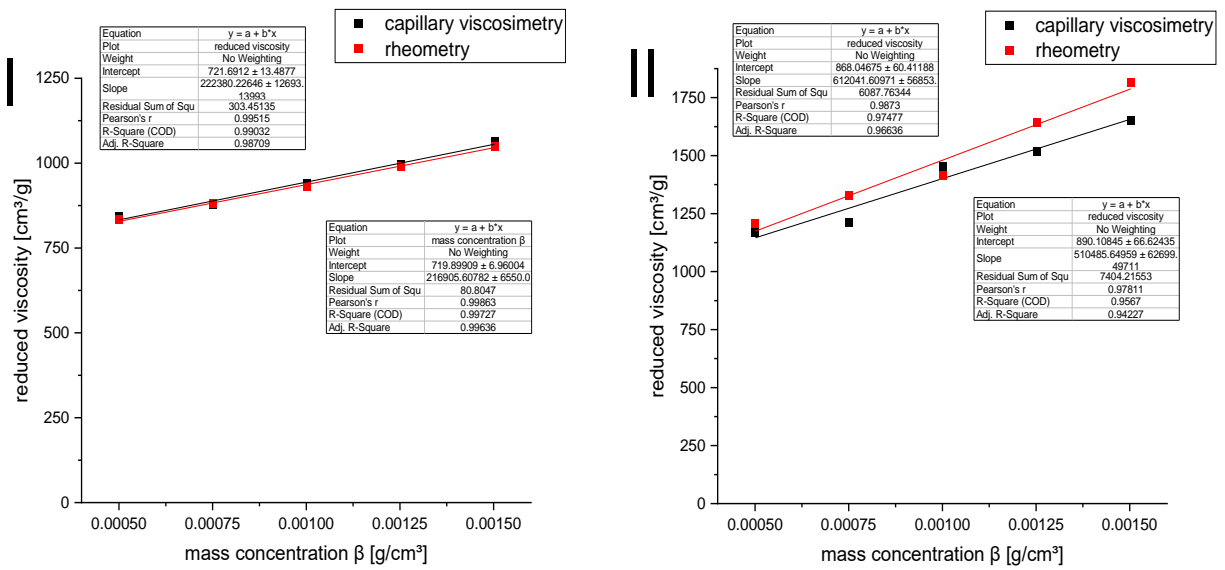 I
capillary viscosimetry
rheometry
Equation y = a + b*x
Plot reduced viscosity
Weight No Weighting
Intercept 721.6912 ± 13.4877
Slope 222380.22646 ± 12693.
13993
Residual Sum of Squ 303.45135
Pearson's r 0.99515
R-Square (COD) 0.99032
Adj. R-Square 0.98709
Equation y = a + b*x
Plot mass concentration β
Weight No Weighting
Intercept 719.89909 ± 6.96004
Slope 216905.60782 ± 6550.0
Residual Sum of Squ 80.8047
Pearson's r 0.99863
R-Square (COD) 0.99727
Adj. R-Square 0.99636
reduced viscosity [cm³/g]
1250
1000
750
500
250
0
0.00050 0.00075 0.00100 0.00125 0.00150
mass concentration β [g/cm³]
II
capillary viscosimetry
rheometry
Equation y = a + b*x
Plot reduced viscosity
Weight No Weighting
Intercept 868.04675 ± 60.41188
Slope 612041.60971 ± 56853.
Residual Sum of Squ 6087.76344
Pearson's r 0.9873
R-Square (COD) 0.97477
Adj. R-Square 0.96636
Equation y = a + b*x
Plot reduced viscosity
Weight No Weighting
Intercept 890.10845 ± 66.62435
Slope 510485.64959 ± 62699.
49711
Residual Sum of Squ 7404.21553
Pearson's r 0.97811
R-Square (COD) 0.9567
Adj. R-Square 0.94227
reduced viscosity [cm³/g]
1750
1500
1250
1000
750
500
250
0
0.00050 0.00075 0.00100 0.00125 0.00150
mass concentration β [g/cm³]